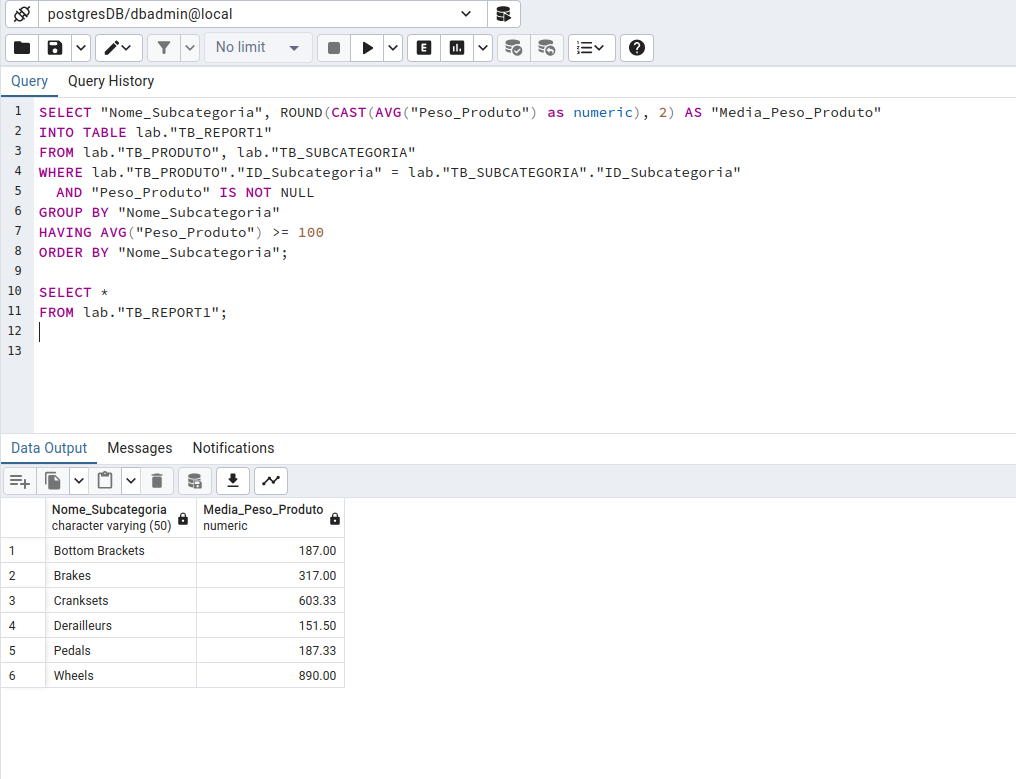 postgresDB/dbadmin@local
No limit
E
Query Query History
1 SELECT "Nome_Subcategoria", ROUND(CAST(AVG("Peso_Produto") as numeric), 2) AS "Media_Peso_Produto"
2 INTO TABLE lab."TB_REPORT1"
3 FROM lab."TB_PRODUTO", lab."TB_SUBCATEGORIA"
4 WHERE lab."TB_PRODUTO"."ID_Subcategoria" = lab."TB_SUBCATEGORIA"."ID_Subcategoria"
5 AND "Peso_Produto" IS NOT NULL
6 GROUP BY "Nome_Subcategoria"
7 HAVING AVG("Peso_Produto") >= 100
8 ORDER BY "Nome_Subcategoria";
9
10 SELECT *
11 FROM lab."TB_REPORT1";
12
13
Data Output Messages Notifications
Nome_Subcategoria Media_Peso_Produto
character varying (50) numeric
1 Bottom Brackets 187.00
2 Brakes 317.00
3 Cranksets 603.33
4 Derailleurs 151.50
5 Pedals 187.33
6 Wheels 890.00